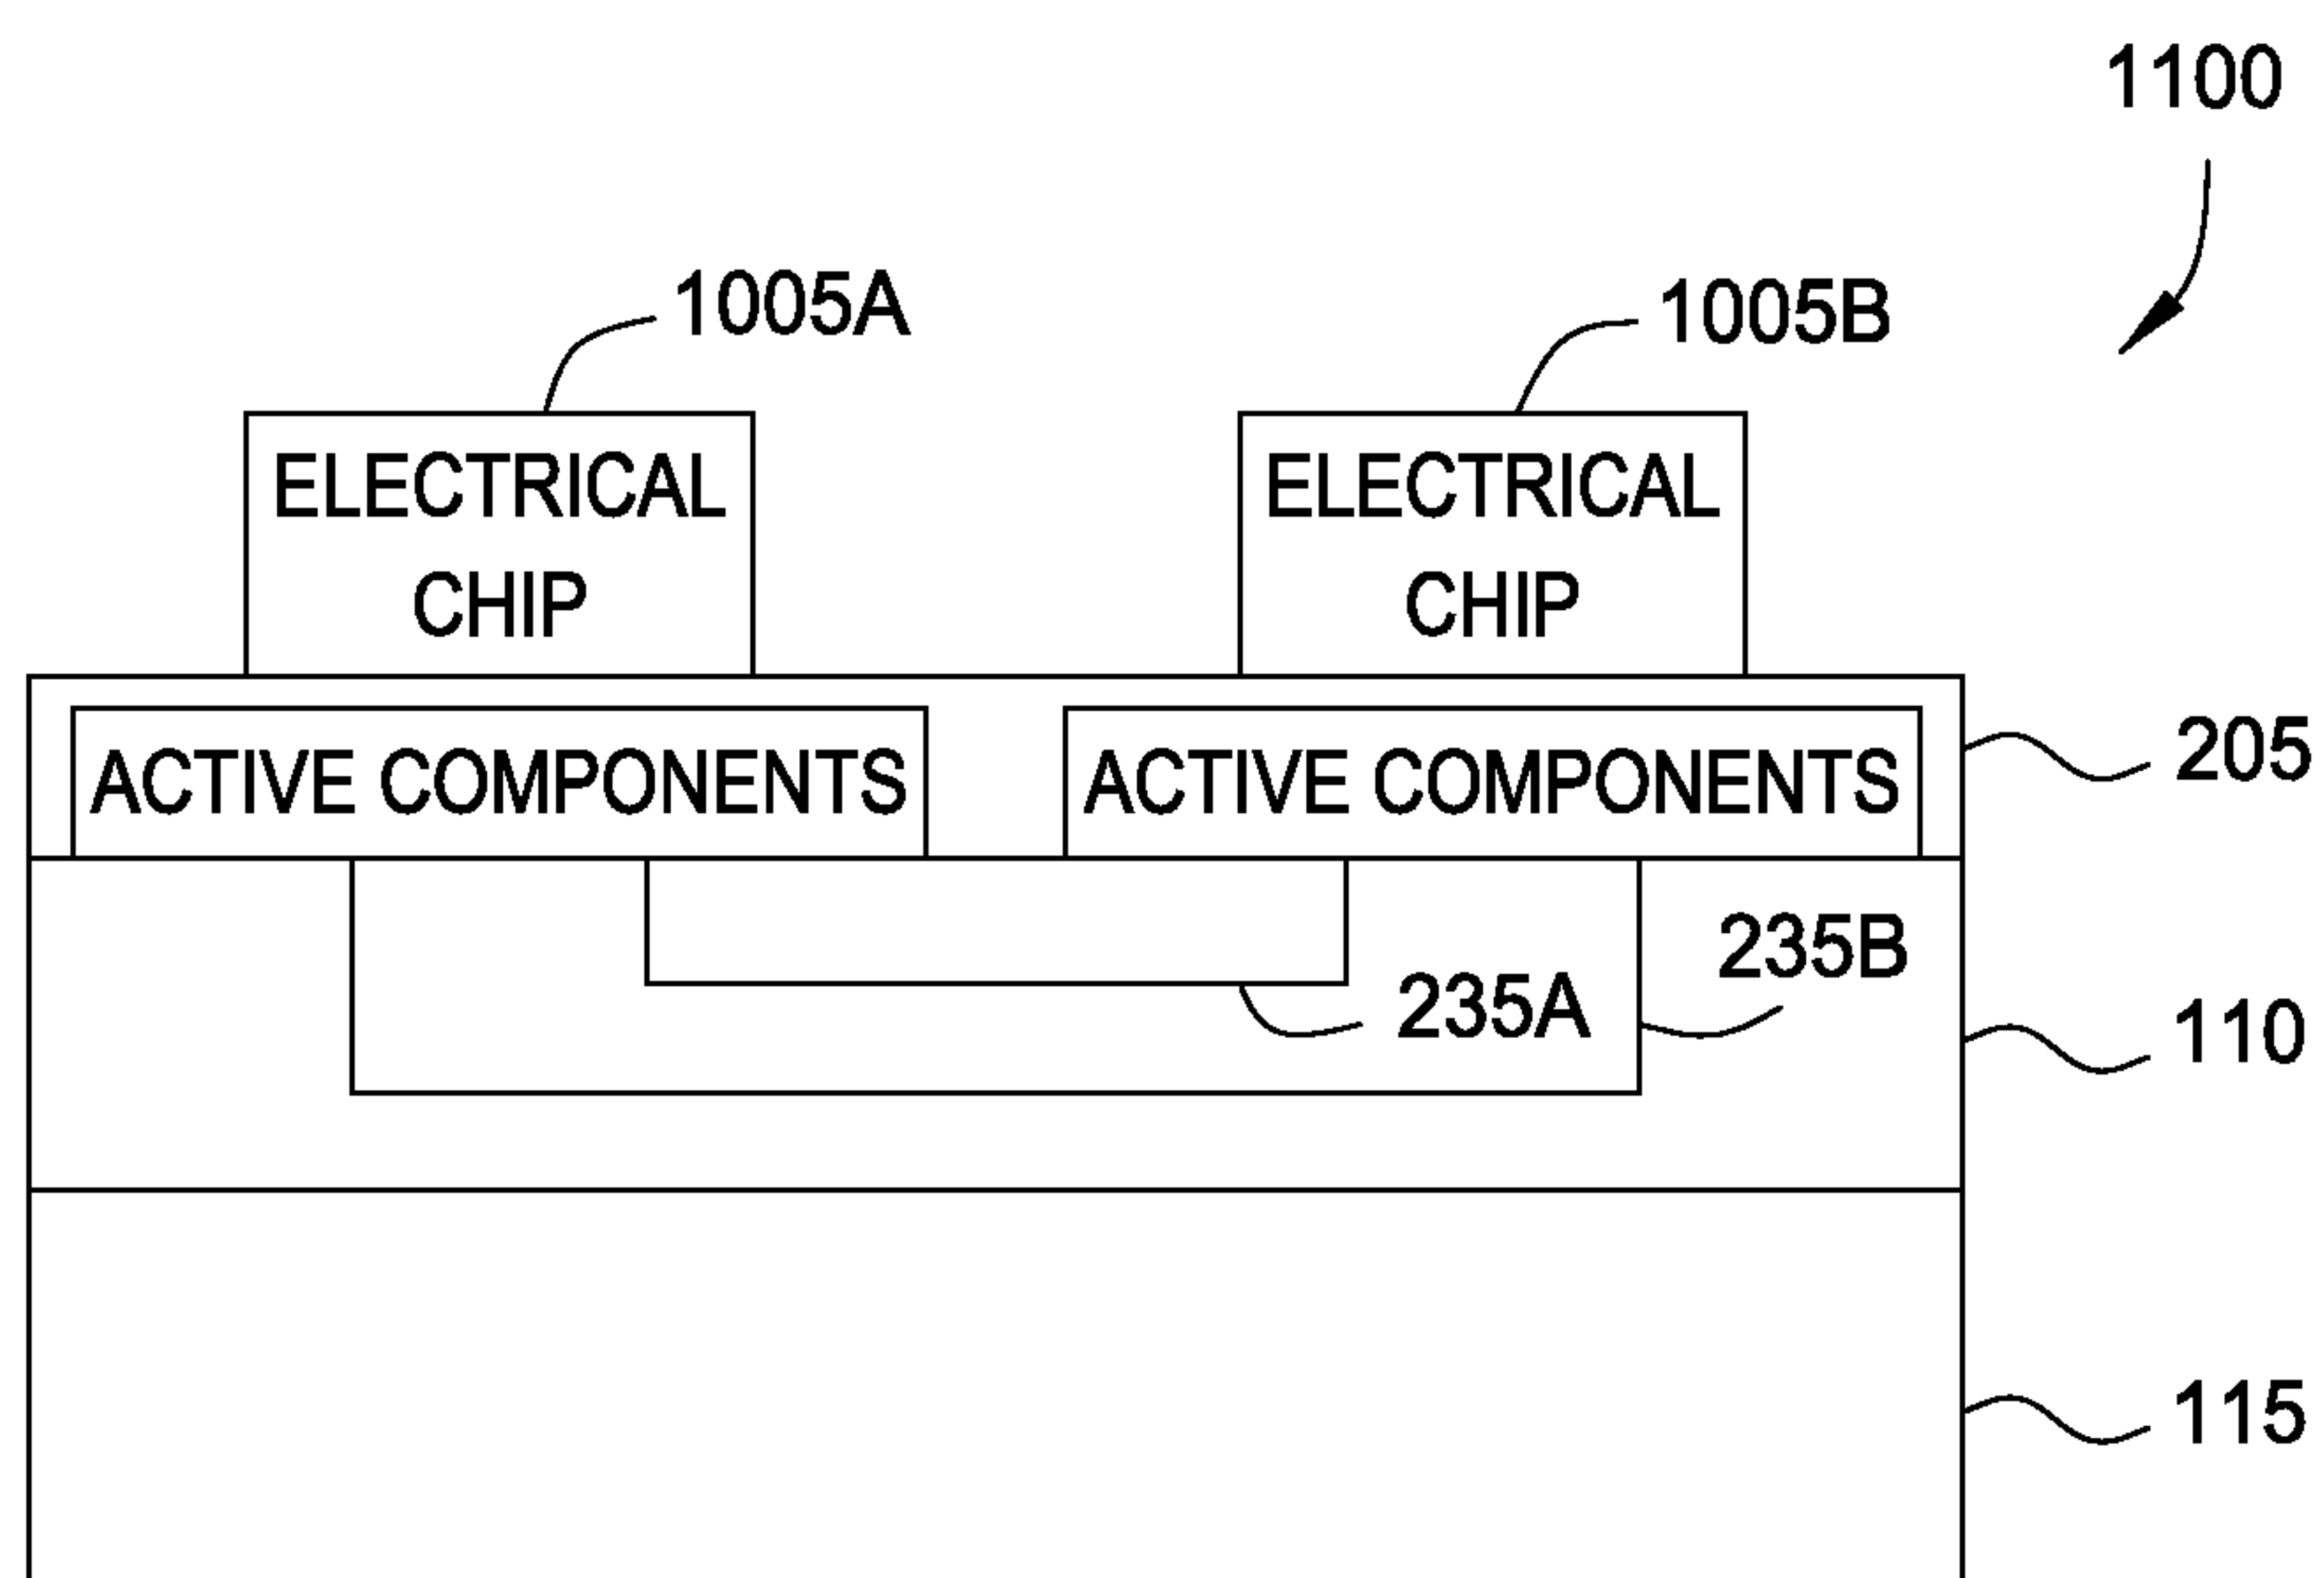 1100
1005A
1005B
ELECTRICAL
CHIP
ELECTRICAL
CHIP
ACTIVE COMPONENTS
ACTIVE COMPONENTS
205
235B
235A
110
115